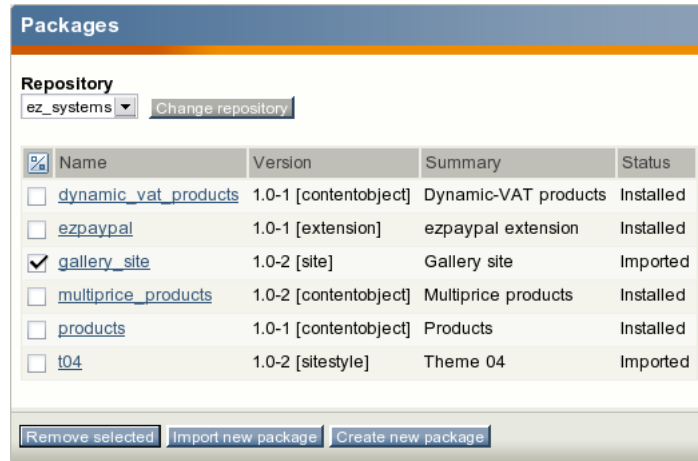 Packages
Repository
ez_systems Change repository
Name Version Summary Status
dynamic_vat_products 1.0-1 [contentobject] Dynamic-VAT products Installed
ezpaypal 1.0-1 [extension] ezpaypal extension Installed
gallery_site 1.0-2 [site] Gallery site Imported
multiprice_products 1.0-2 [contentobject] Multiprice products Installed
products 1.0-1 [contentobject] Products Installed
t04 1.0-2 [sitestyle] Theme 04 Imported
Remove selected Import new package Create new package